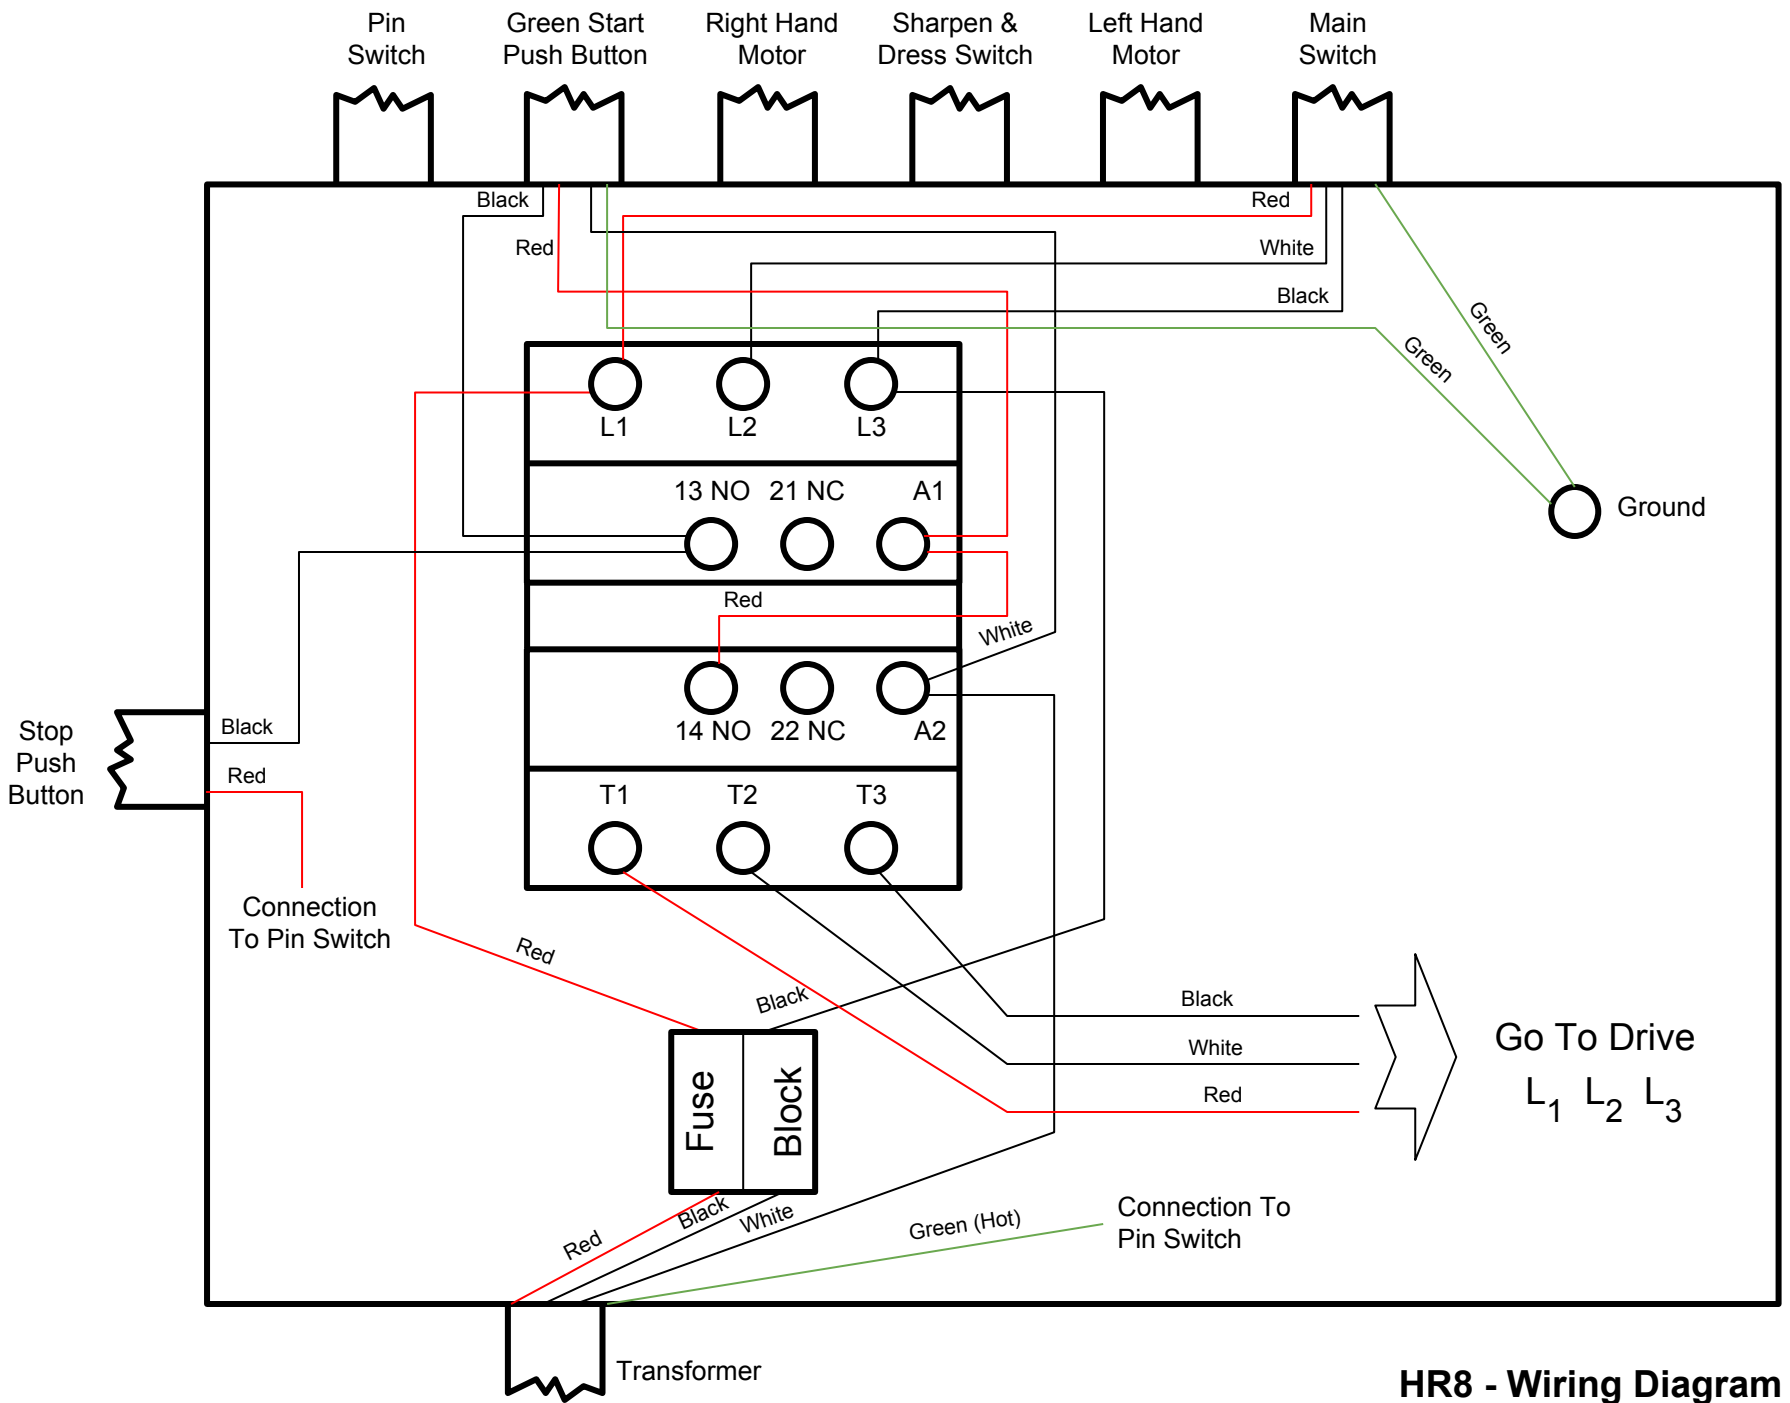 Pin
Switch
Green Start
Push Button
Right Hand
Motor
Sharpen &
Dress Switch
Left Hand
Motor
Main
Switch
Black
Red
Red
White
Black
Green
Green
L1 L2 L3
13 NO 21 NC A1
Ground
Red
White
14 NO 22 NC A2
Stop
Push
Button
Black
Red
T1 T2 T3
Connection
To Pin Switch
Red
Black
Black
White
Red
Go To Drive
L1 L2 L3
Fuse
Block
Red
Black
White
Green (Hot)
Connection To
Pin Switch
Transformer
HR8 - Wiring Diagram